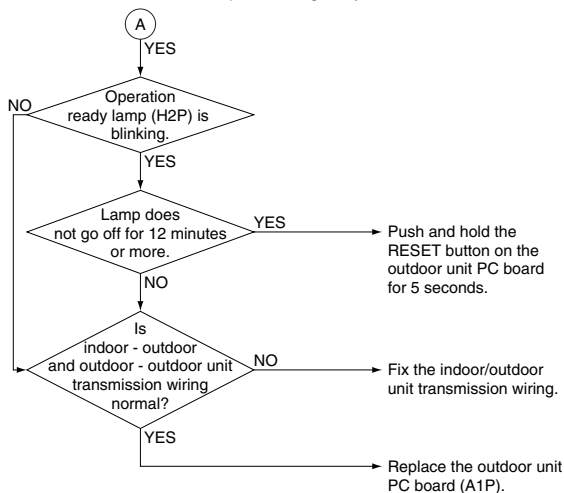 A
YES
NO
Operation
ready lamp (H2P) is
blinking.
YES
Lamp does
not go off for 12 minutes
or more.
YES
Push and hold the
RESET button on the
outdoor unit PC board
for 5 seconds.
NO
Is
indoor - outdoor
and outdoor - outdoor unit
transmission wiring
normal?
NO
Fix the indoor/outdoor
unit transmission wiring.
YES
Replace the outdoor unit
PC board (A1P).